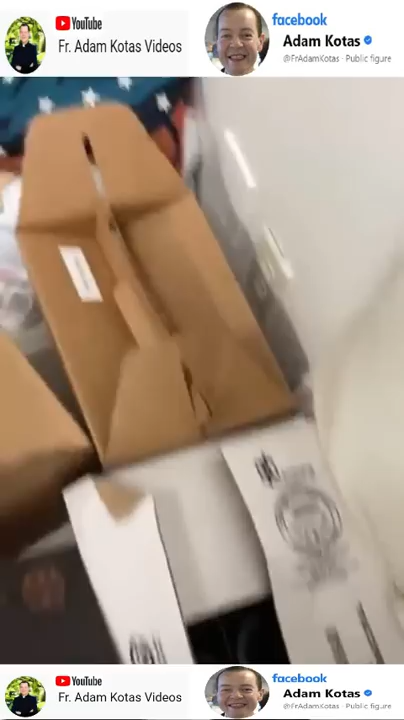 YouTube
Fr. Adam Kotas Videos
facebook
Adam Kotas
@FrAdamKotas · Public figure
YouTube
Fr. Adam Kotas Videos
facebook
Adam Kotas
@FrAdamKotas · Public figure